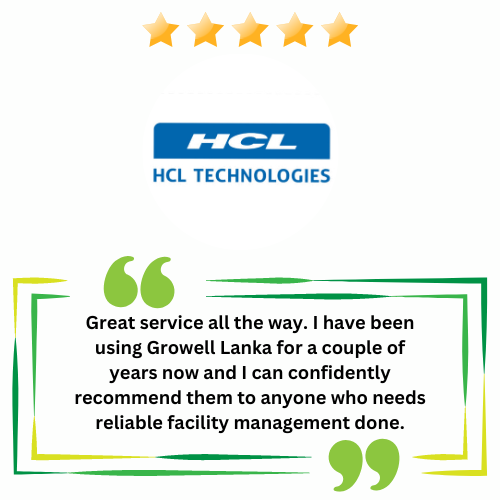 HCL
HCL TECHNOLOGIES
Great service all the way. I have been
using Growell Lanka for a couple of
years now and I can confidently
recommend them to anyone who needs
reliable facility management done.